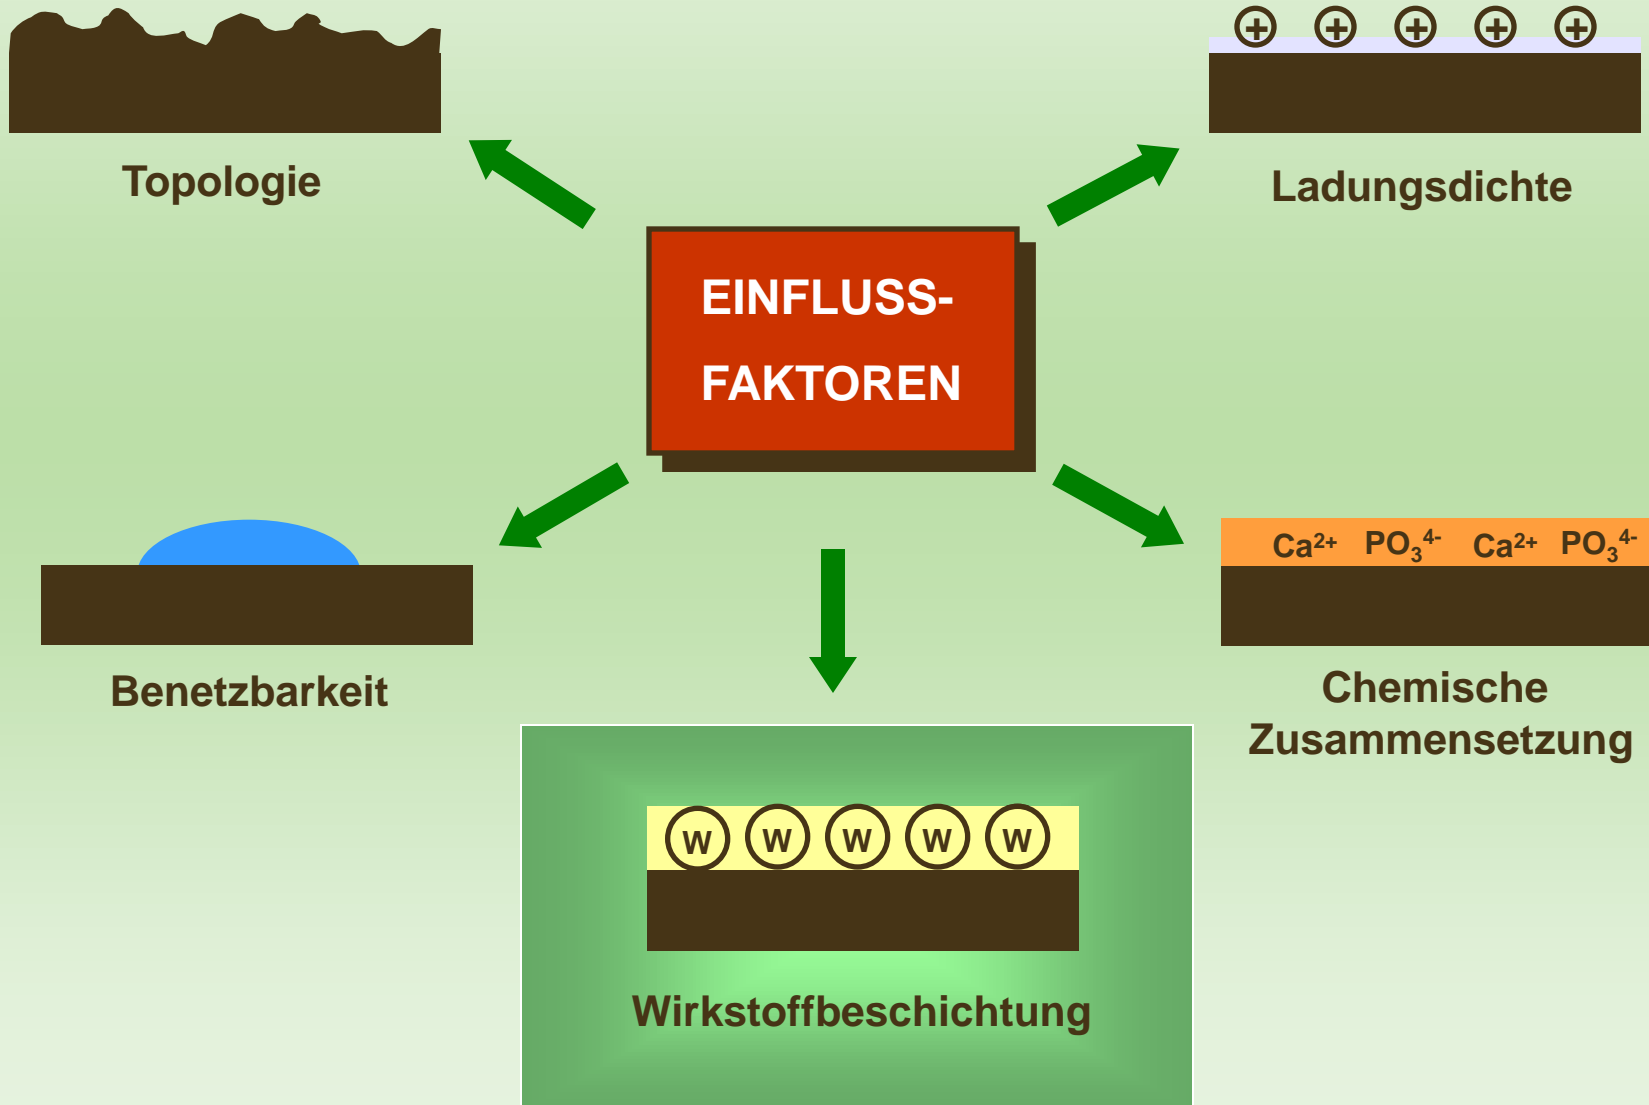 + + + + +
Topologie
Ladungsdichte
EINFLUSS-
FAKTOREN
Ca²⁺ PO₃⁴⁻ Ca²⁺ PO₃⁴⁻
Benetzbarkeit
Chemische
Zusammensetzung
W W W W W
Wirkstoffbeschichtung